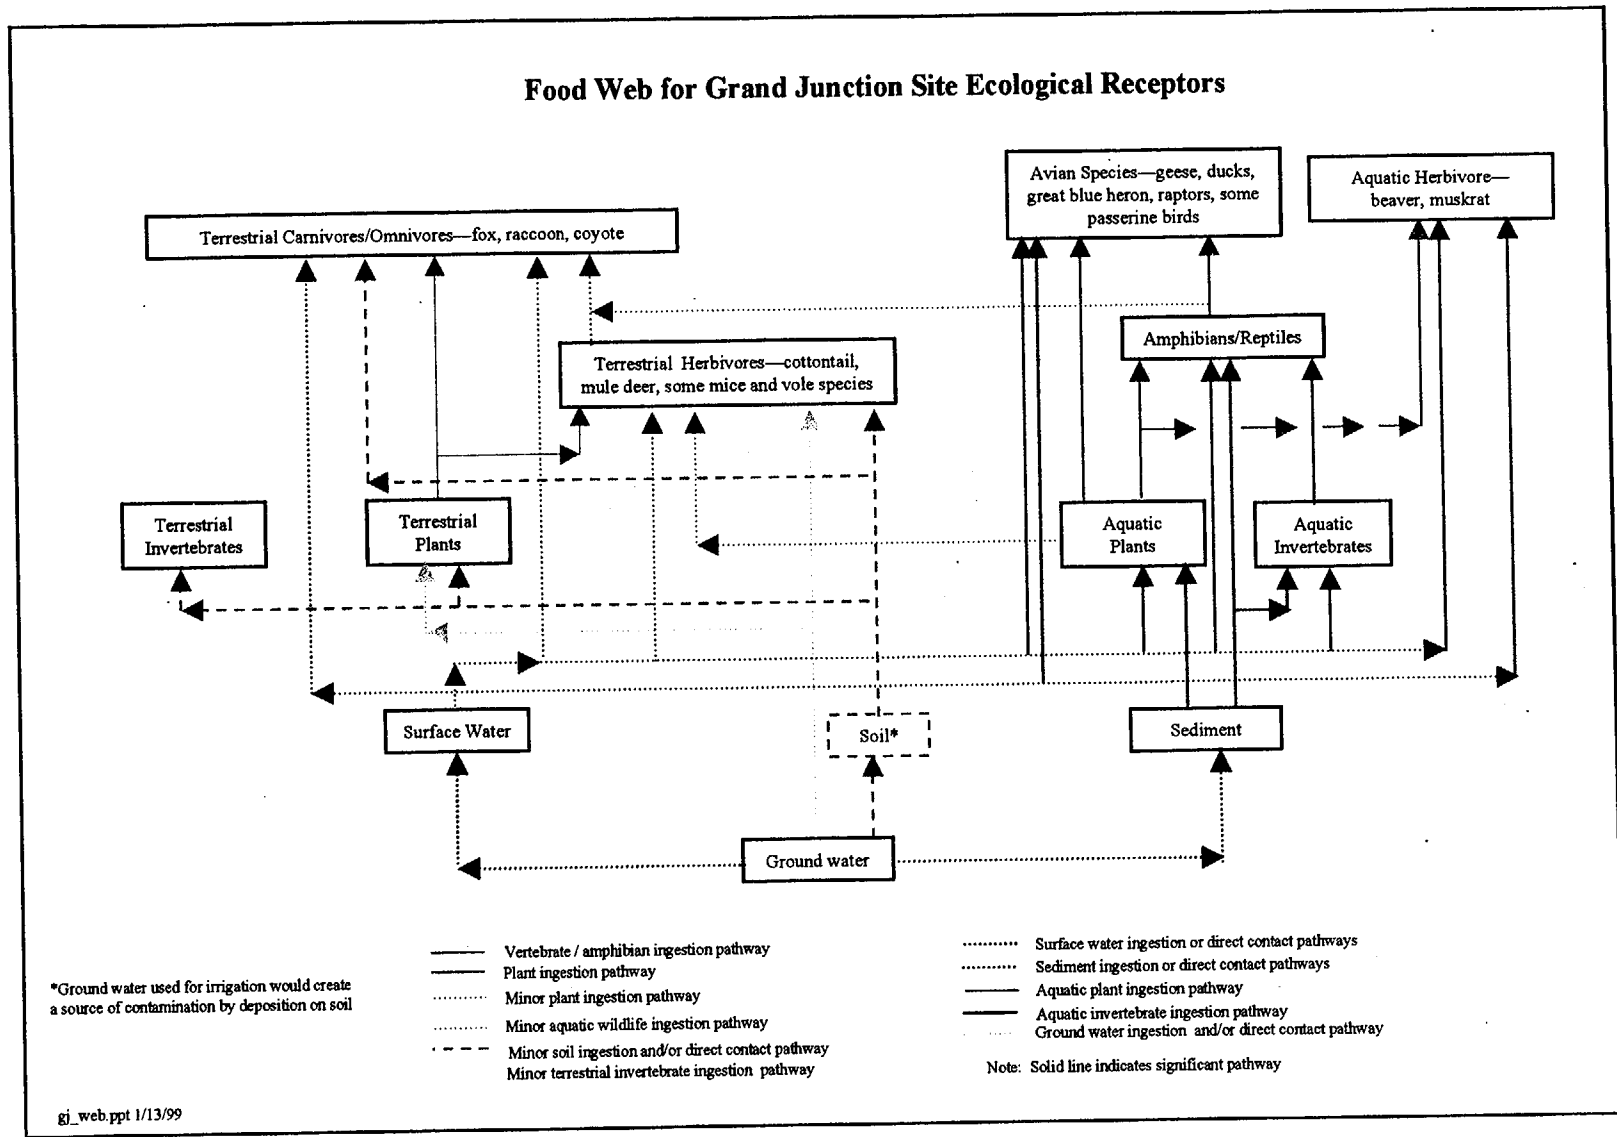 Food Web for Grand Junction Site Ecological Receptors
Avian Species—geese, ducks,
great blue heron, raptors, some
passerine birds
Aquatic Herbivore—
beaver, muskrat
Terrestrial Carnivores/Omnivores—fox, raccoon, coyote
Amphibians/Reptiles
Terrestrial Herbivores—cottontail,
mule deer, some mice and vole species
Terrestrial
Invertebrates
Terrestrial
Plants
Aquatic
Plants
Aquatic
Invertebrates
Surface Water
Soil*
Sediment
Ground water
*Ground water used for irrigation would create
a source of contamination by deposition on soil
Vertebrate / amphibian ingestion pathway
Plant ingestion pathway
Minor plant ingestion pathway
Minor aquatic wildlife ingestion pathway
Minor soil ingestion and/or direct contact pathway
Minor terrestrial invertebrate ingestion pathway
Surface water ingestion or direct contact pathways
Sediment ingestion or direct contact pathways
Aquatic plant ingestion pathway
Aquatic invertebrate ingestion pathway
Ground water ingestion and/or direct contact pathway
Note: Solid line indicates significant pathway
gj_web.ppt 1/13/99